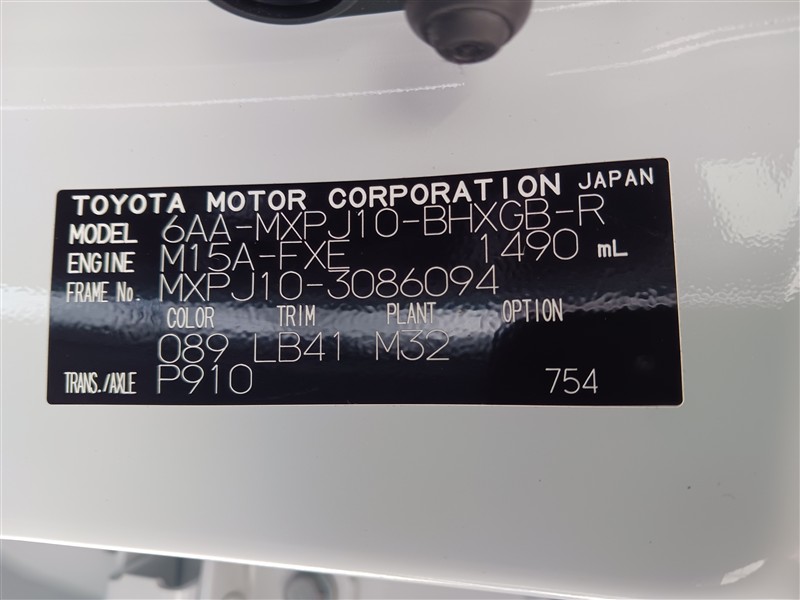 TOYOTA MOTOR CORPORATION JAPAN
MODEL 6AA-MXPJ10-BHXGB-R
ENGINE M15A-FXE 1490 mL
FRAME No. MXPJ10-3086094
COLOR TRIM PLANT OPTION
089 LB41 M32
TRANS./AXLE P910 754